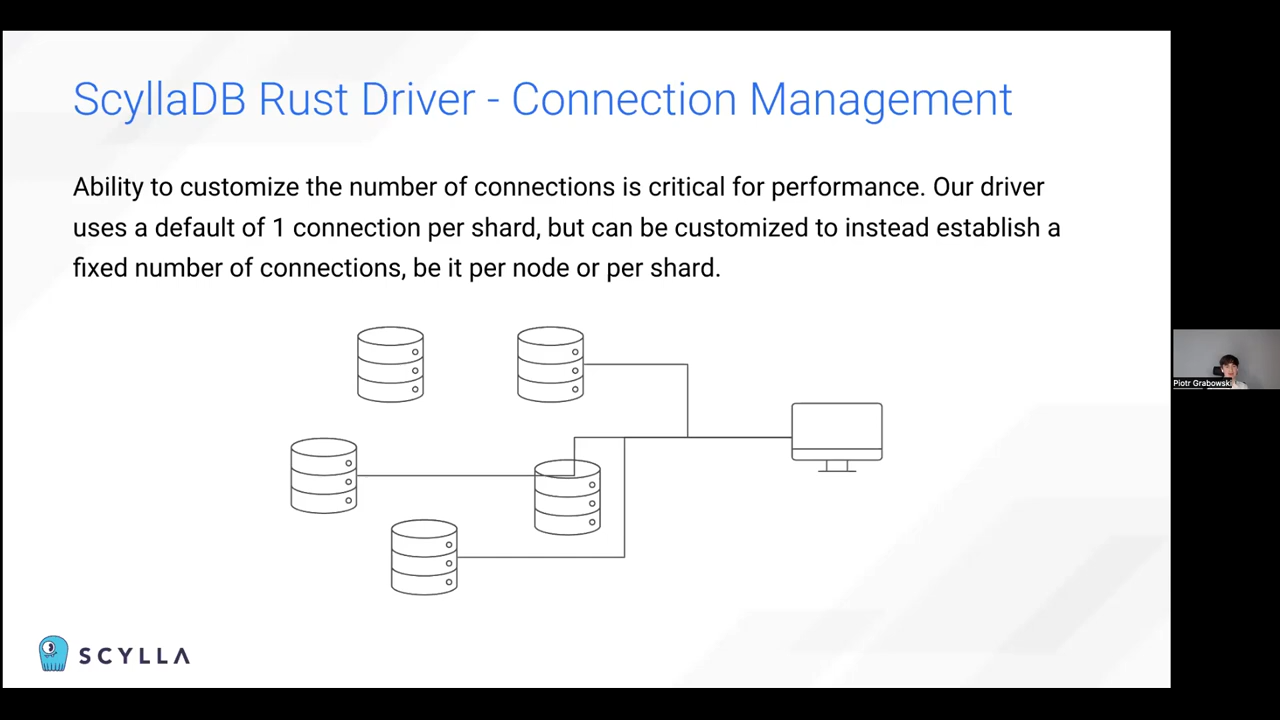 ScyllaDB Rust Driver - Connection Management
Ability to customize the number of connections is critical for performance. Our driver
uses a default of 1 connection per shard, but can be customized to instead establish a
fixed number of connections, be it per node or per shard.
Piotr Grabowski
SCYLLA